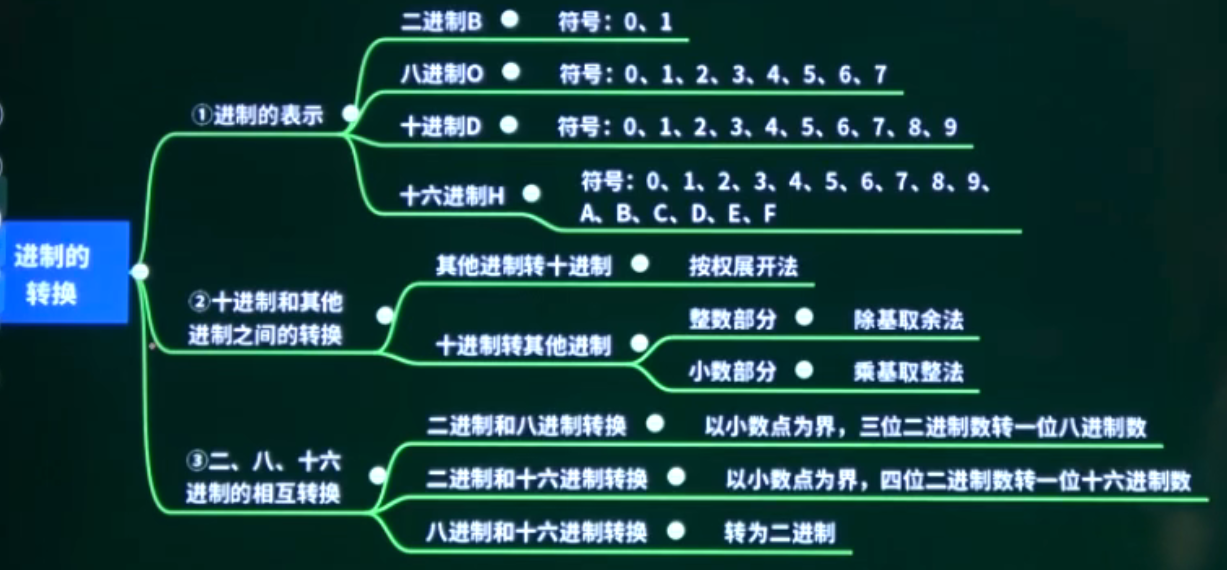 进制的
转换
①进制的表示
二进制B
符号：0、1
八进制O
符号：0、1、2、3、4、5、6、7
十进制D
符号：0、1、2、3、4、5、6、7、8、9
十六进制H
符号：0、1、2、3、4、5、6、7、8、9、
A、B、C、D、E、F
②十进制和其他
进制之间的转换
其他进制转十进制
按权展开法
十进制转其他进制
整数部分
除基取余法
小数部分
乘基取整法
③二、八、十六
进制的相互转换
二进制和八进制转换
以小数点为界，三位二进制数转一位八进制数
二进制和十六进制转换
以小数点为界，四位二进制数转一位十六进制数
八进制和十六进制转换
转为二进制